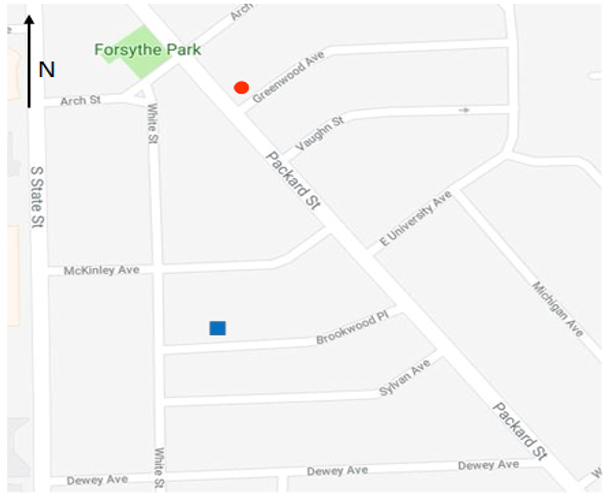 Arch
Forsythe Park
N
Greenwood Ave
Arch St
White St
Vaughn St
Packard St
S State St
E University Ave
McKinley Ave
Michigan Ave
Brookwood Pl
Sylvan Ave
Packard St
White St
Dewey Ave
Dewey Ave
Dewey Ave
W